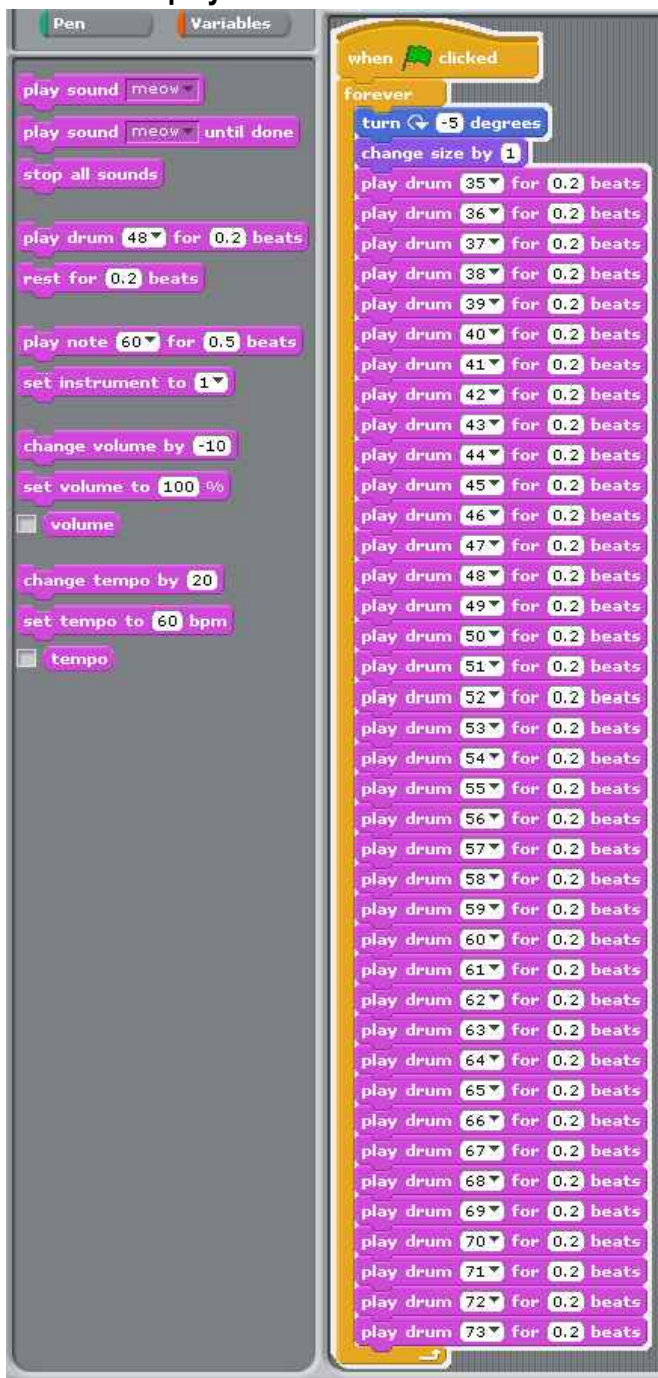 Pen
Variables
play sound meow
play sound meow until done
stop all sounds
play drum 48 for 0.2 beats
rest for 0.2 beats
play note 60 for 0.5 beats
set instrument to 1
change volume by -10
set volume to 100 %
volume
change tempo by 20
set tempo to 60 bpm
tempo
when clicked
forever
turn -5 degrees
change size by 1
play drum 35 for 0.2 beats
play drum 36 for 0.2 beats
play drum 37 for 0.2 beats
play drum 38 for 0.2 beats
play drum 39 for 0.2 beats
play drum 40 for 0.2 beats
play drum 41 for 0.2 beats
play drum 42 for 0.2 beats
play drum 43 for 0.2 beats
play drum 44 for 0.2 beats
play drum 45 for 0.2 beats
play drum 46 for 0.2 beats
play drum 47 for 0.2 beats
play drum 48 for 0.2 beats
play drum 49 for 0.2 beats
play drum 50 for 0.2 beats
play drum 51 for 0.2 beats
play drum 52 for 0.2 beats
play drum 53 for 0.2 beats
play drum 54 for 0.2 beats
play drum 55 for 0.2 beats
play drum 56 for 0.2 beats
play drum 57 for 0.2 beats
play drum 58 for 0.2 beats
play drum 59 for 0.2 beats
play drum 60 for 0.2 beats
play drum 61 for 0.2 beats
play drum 62 for 0.2 beats
play drum 63 for 0.2 beats
play drum 64 for 0.2 beats
play drum 65 for 0.2 beats
play drum 66 for 0.2 beats
play drum 67 for 0.2 beats
play drum 68 for 0.2 beats
play drum 69 for 0.2 beats
play drum 70 for 0.2 beats
play drum 71 for 0.2 beats
play drum 72 for 0.2 beats
play drum 73 for 0.2 beats